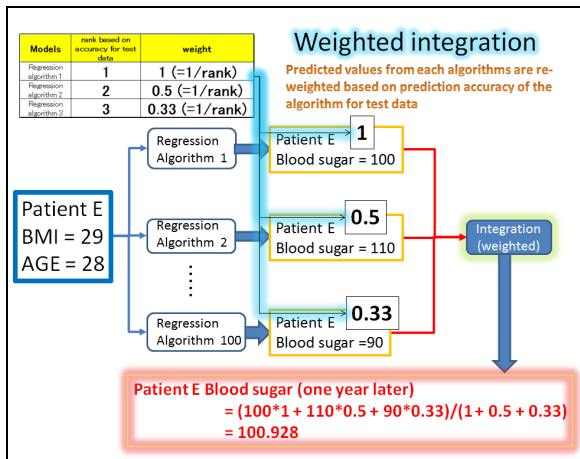 Weighted integration
Predicted values from each algorithms are re-
weighted based on prediction accuracy of the
algorithm for test data
Models
rank based on
accuracy for test
data
weight
Regression
algorithm 1
1
1 (=1/rank)
Regression
algorithm 2
2
0.5 (=1/rank)
Regression
algorithm 3
3
0.33 (=1/rank)
Patient E
BMI = 29
AGE = 28
Regression
Algorithm 1
Patient E
Blood sugar = 100
1
Regression
Algorithm 2
Patient E
Blood sugar = 110
0.5
Regression
Algorithm 100
Patient E
Blood sugar =90
0.33
Integration
(weighted)
Patient E Blood sugar (one year later)
= (100*1 + 110*0.5 + 90*0.33)/(1+ 0.5 + 0.33)
= 100.928